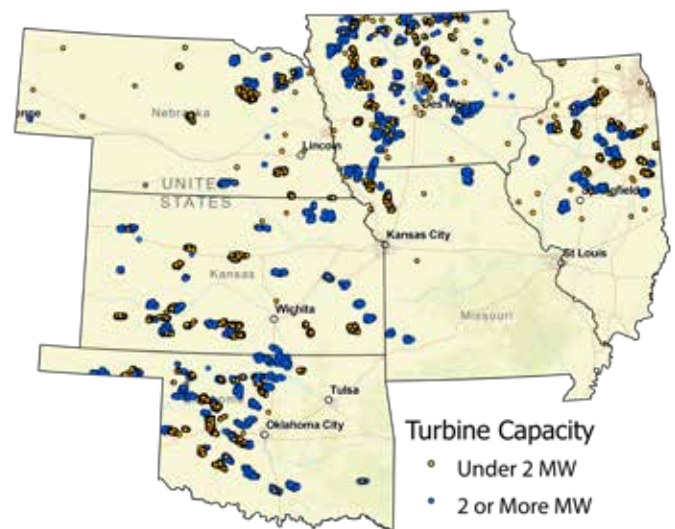 Nebraska
Des Moi
Lincoln
UNITED
STATES
Springfield
Kansas City
St Louis
Kansas
Wichita
Missouri
Tulsa
Oklahoma City
Turbine Capacity
Under 2 MW
2 or More MW